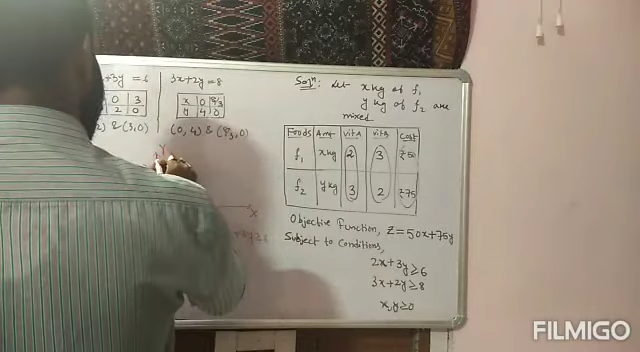 +3y = 6
0 3
2 0
2) & (3,0)
3x+2y=8
x 0 8/3
y 4 0
(0, 4) & (8/3, 0)
y
x
+3y≥6
Solⁿ: Let x kg of f₁
y kg of f₂ are
mixed
Foods Amt Vit A Vit B Cost
f₁ x kg 2 3 ₹50
f₂ y kg 3 2 ₹75
Objective Function, Z = 50x+75y
Subject to Conditions,
2x+3y≥6
3x+2y≥8
x,y≥0
FILMIGO